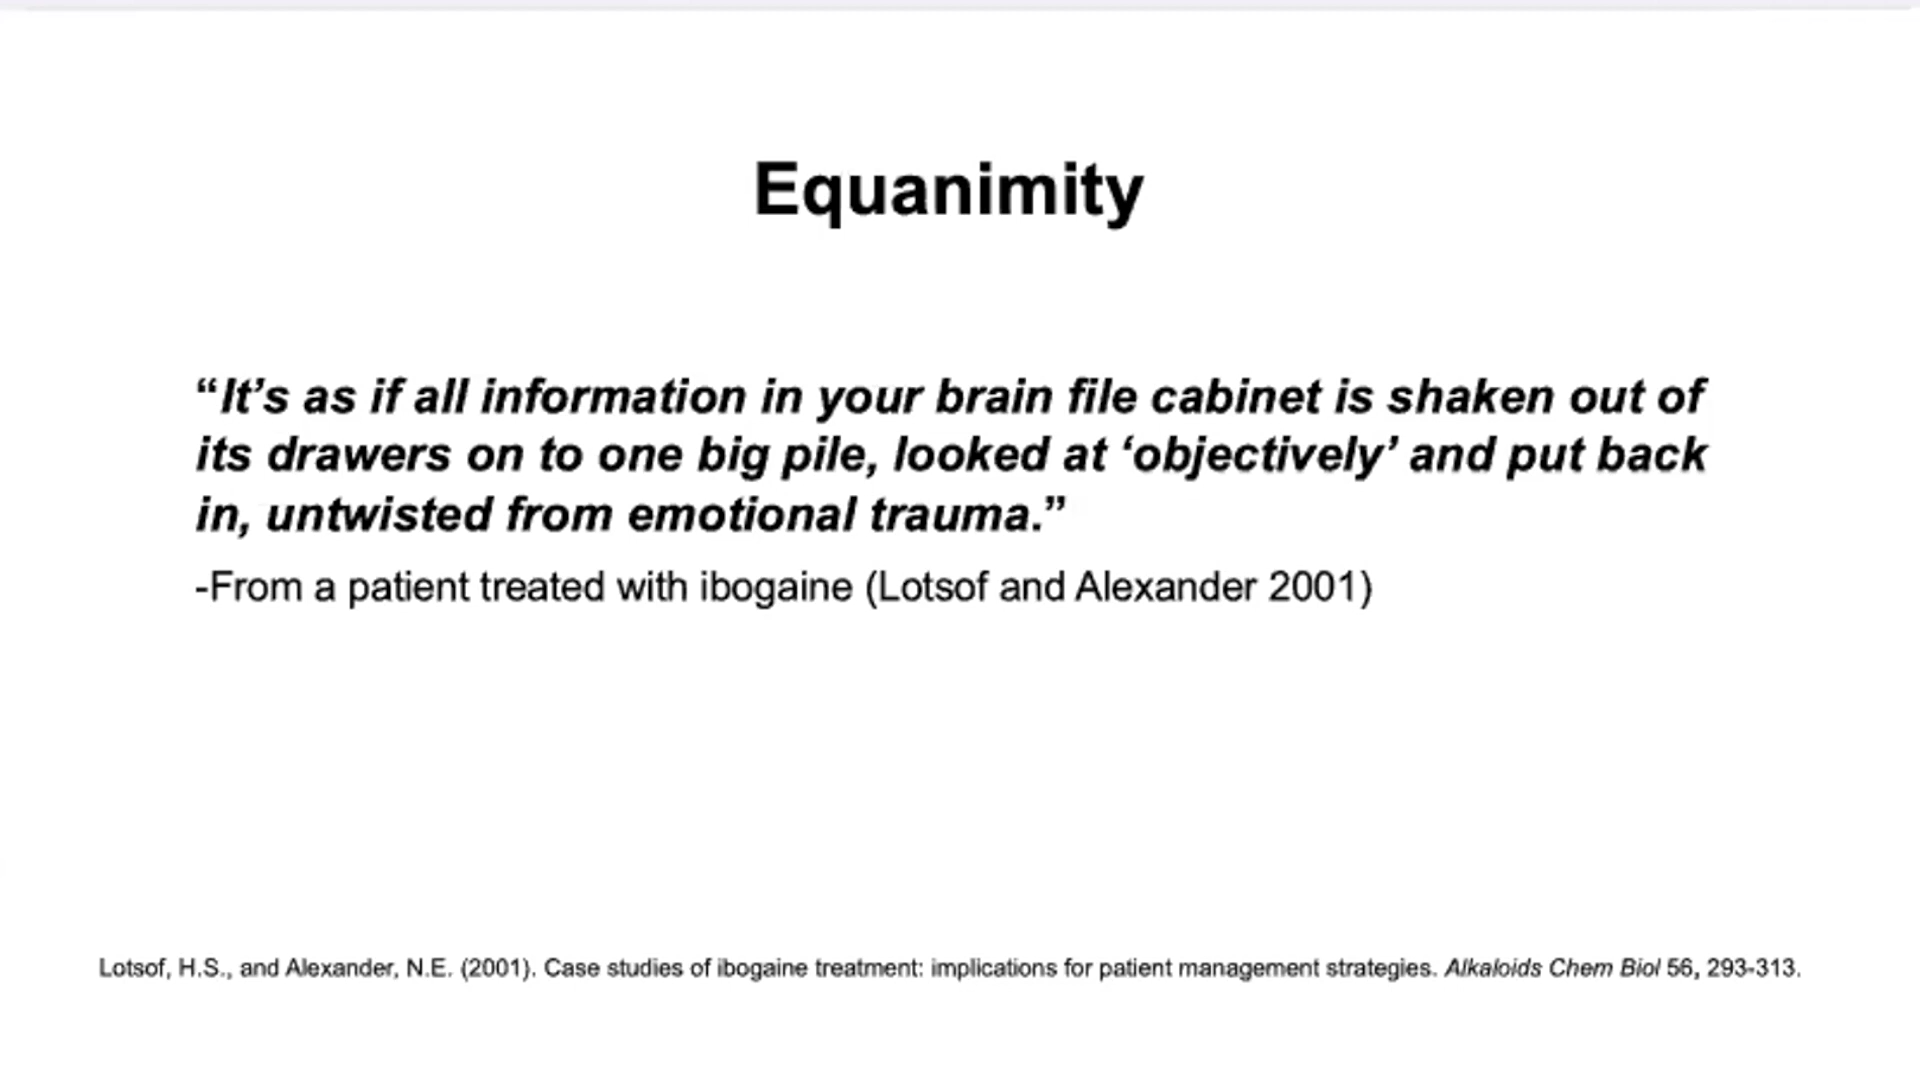 Equanimity
“It’s as if all information in your brain file cabinet is shaken out of
its drawers on to one big pile, looked at ‘objectively’ and put back
in, untwisted from emotional trauma.”
-From a patient treated with ibogaine (Lotsof and Alexander 2001)
Lotsof, H.S., and Alexander, N.E. (2001). Case studies of ibogaine treatment: implications for patient management strategies. Alkaloids Chem Biol 56, 293-313.